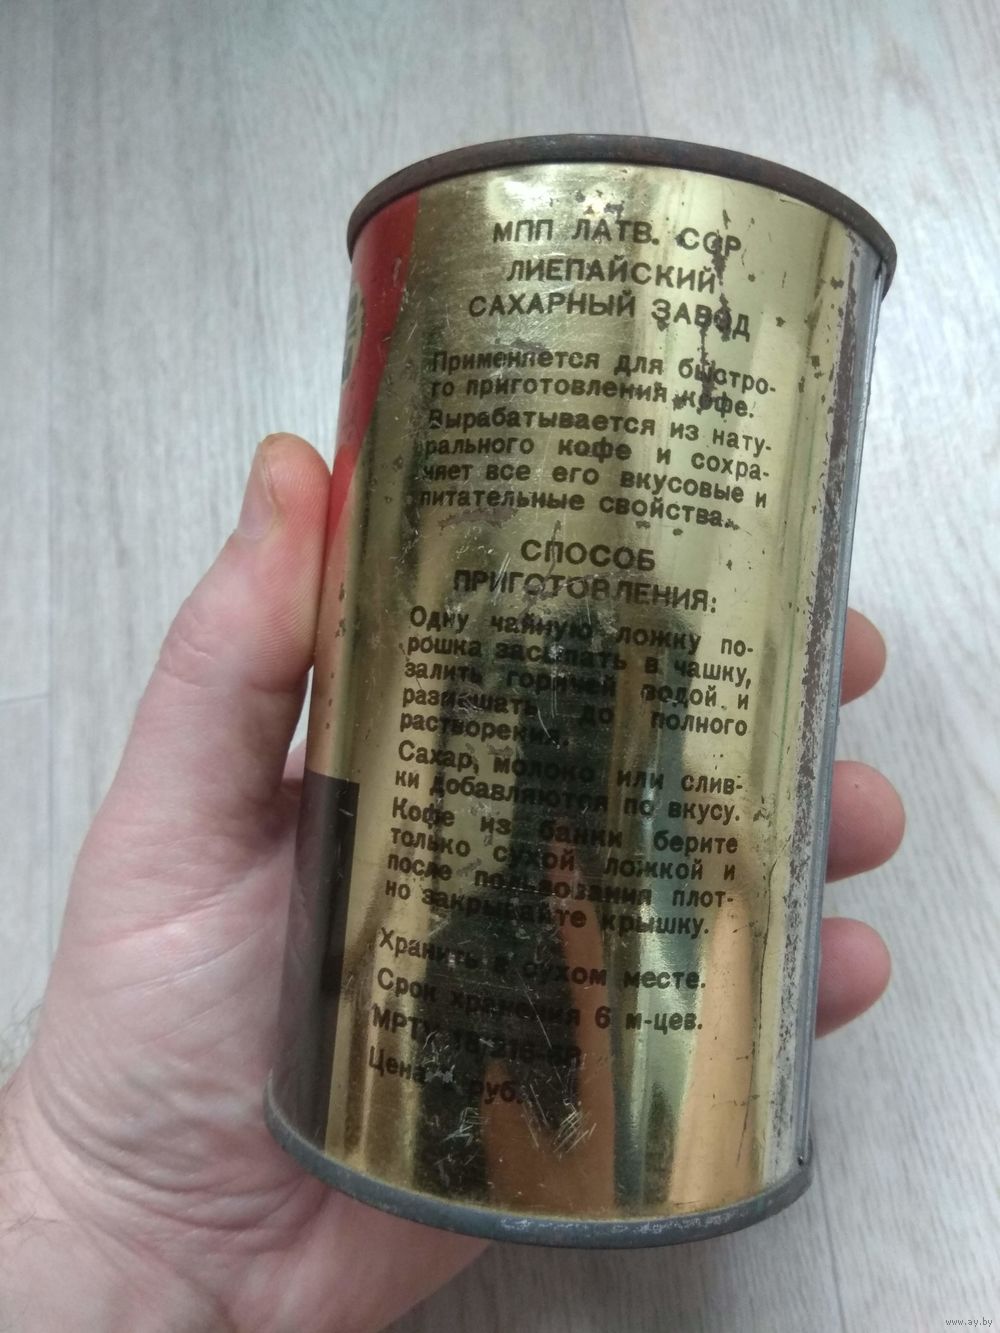 МПП ЛАТВ. ССР
ЛИЕПАЙСКИЙ
САХАРНЫЙ ЗАВОД
Применяется для быстро-
го приготовления кофе.
Вырабатывается из нату-
рального кофе и сохра-
няет все его вкусовые и
питательные свойства.
СПОСОБ
ПРИГОТОВЛЕНИЯ:
Одну чайную ложку по-
рошка засыпать в чашку,
залить горячей водой и
размешать до полного
растворения.
Сахар, молоко или слив-
ки добавляются по вкусу.
Кофе из банки берите
только сухой ложкой и
после пользования плот-
но закрывайте крышку.
Хранить в сухом месте.
Срок хранения 6 м-цев.
МРТУ
Цена руб.
www.ay.by